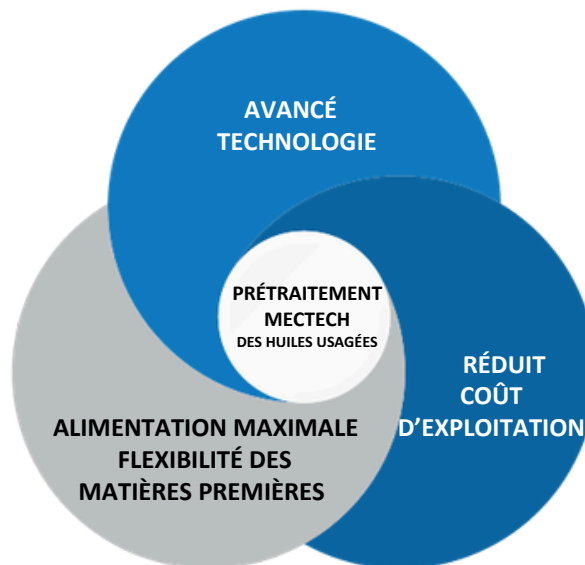 AVANCÉ
TECHNOLOGIE
PRÉTRAITEMENT
MECTECH
DES HUILES USAGÉES
RÉDUIT
COÛT
D’EXPLOITATION
ALIMENTATION MAXIMALE
FLEXIBILITÉ DES
MATIÈRES PREMIÈRES